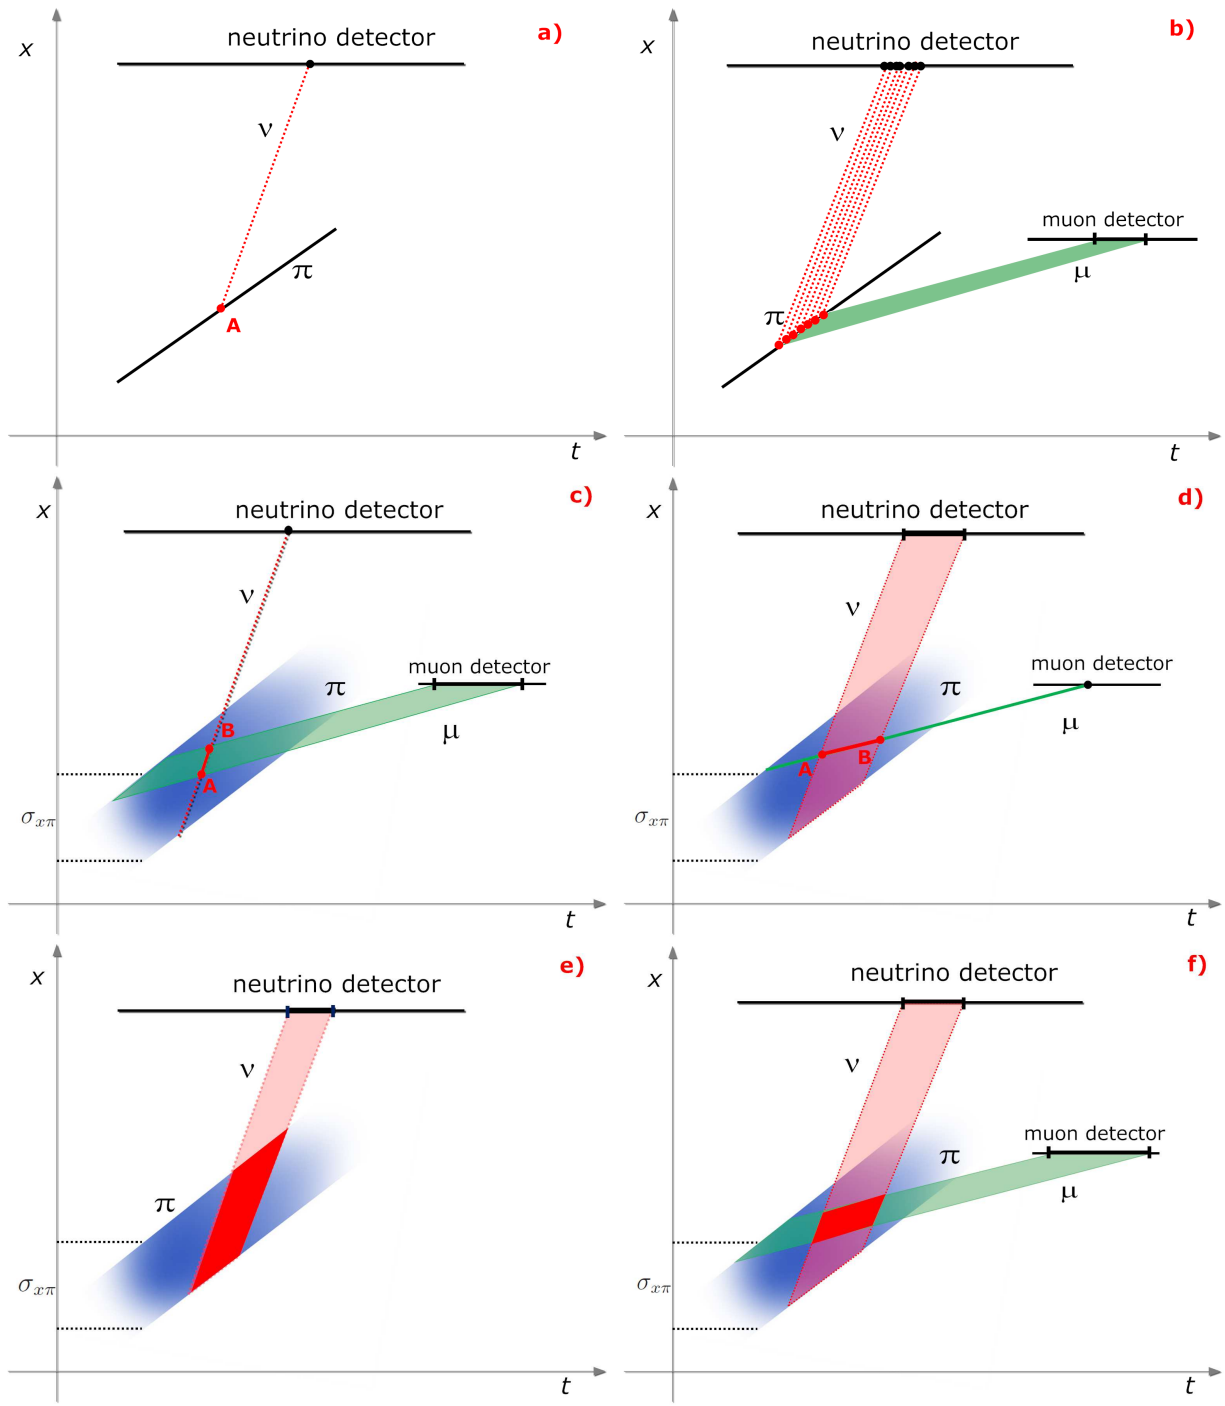 a)
x
neutrino detector
ν
π
A
t
b)
x
neutrino detector
ν
muon detector
μ
π
t
c)
x
neutrino detector
ν
muon detector
π
μ
B
A
σxπ
t
d)
x
neutrino detector
ν
muon detector
π
μ
A
B
σxπ
t
e)
x
neutrino detector
ν
π
σxπ
t
f)
x
neutrino detector
ν
muon detector
π
μ
σxπ
t